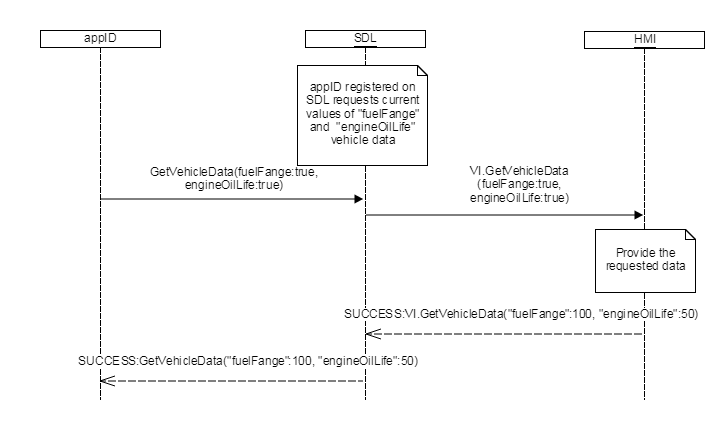 appID
SDL
HMI
appID registered on
SDL requests current
values of "fuelFange"
and "engineOilLife"
vehicle data
GetVehicleData(fuelFange:true,
engineOilLife:true)
VI.GetVehicleData
(fuelFange:true,
engineOilLife:true)
Provide the
requested data
SUCCESS:VI.GetVehicleData("fuelFange":100, "engineOilLife":50)
SUCCESS:GetVehicleData("fuelFange":100, "engineOilLife":50)